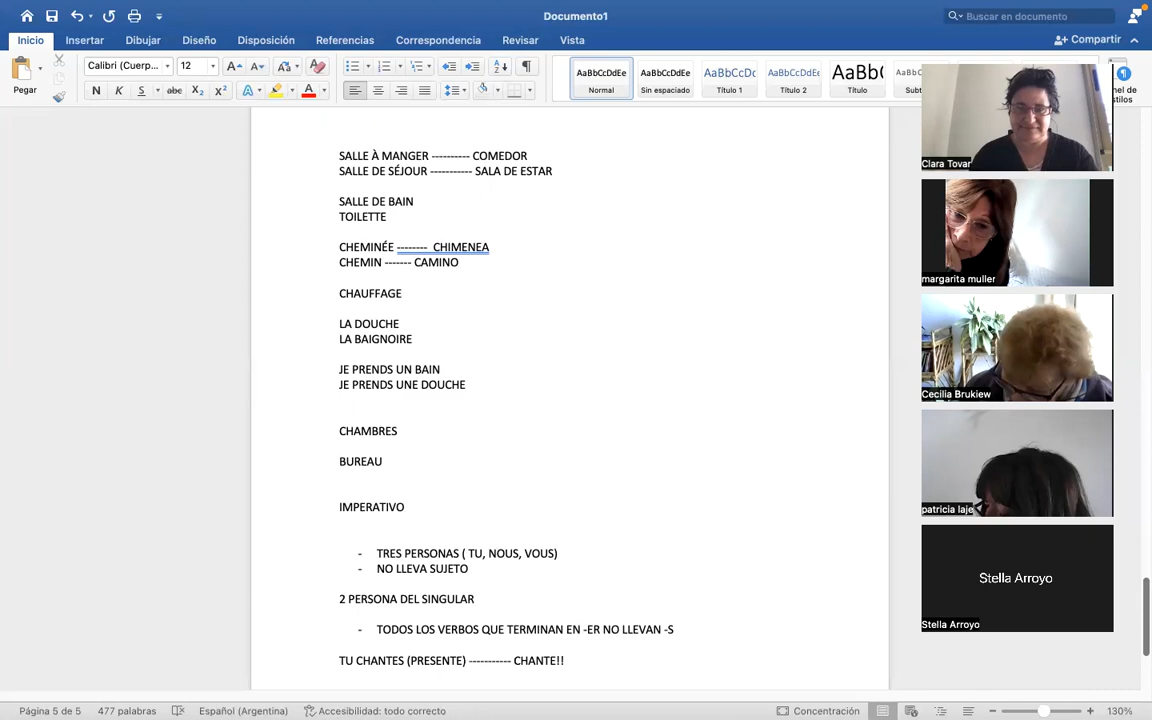 Documento1
Buscar en documento
Inicio
Insertar
Dibujar
Diseño
Disposición
Referencias
Correspondencia
Revisar
Vista
Compartir
Pegar
Calibri (Cuerp...
12
N K S abc X₂ X²
AaBbCcDdEe
Normal
AaBbCcDdEe
Sin espaciado
AaBbCcDc
Título 1
AaBbCcDdEe
Título 2
AaBbC
Título
Subt
SALLE À MANGER ---------- COMEDOR
SALLE DE SÉJOUR ----------- SALA DE ESTAR
SALLE DE BAIN
TOILETTE
CHEMINÉE -------- CHIMENEA
CHEMIN ------- CAMINO
CHAUFFAGE
LA DOUCHE
LA BAIGNOIRE
JE PRENDS UN BAIN
JE PRENDS UNE DOUCHE
CHAMBRES
BUREAU
IMPERATIVO
- TRES PERSONAS ( TU, NOUS, VOUS)
- NO LLEVA SUJETO
2 PERSONA DEL SINGULAR
- TODOS LOS VERBOS QUE TERMINAN EN -ER NO LLEVAN -S
TU CHANTES (PRESENTE) ----------- CHANTE!!
Clara Tovar
margarita muller
Cecilia Brukiew
patricia laje
Stella Arroyo
Stella Arroyo
Página 5 de 5
477 palabras
Español (Argentina)
Accesibilidad: todo correcto
Concentración
130%